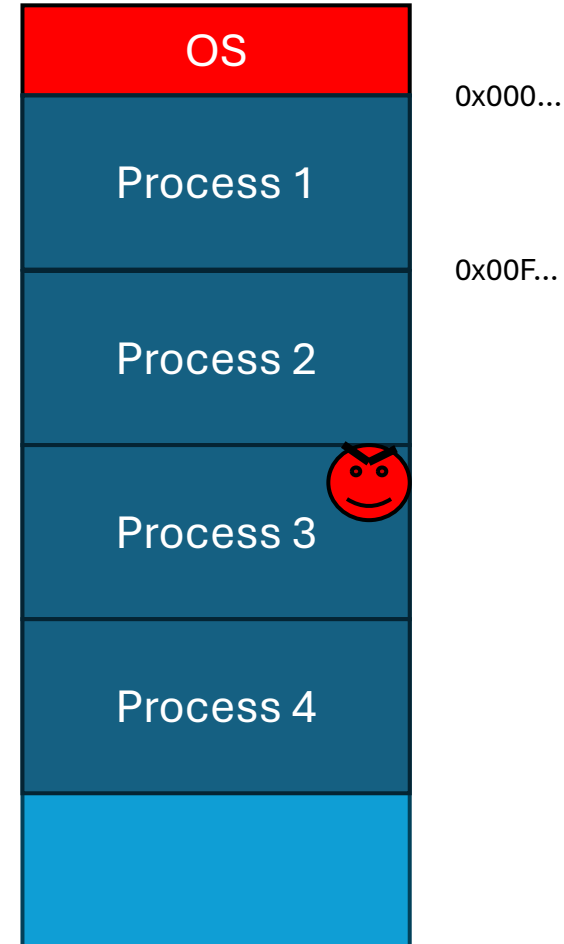 OS
0x000...
Process 1
0x00F...
Process 2
Process 3
Process 4